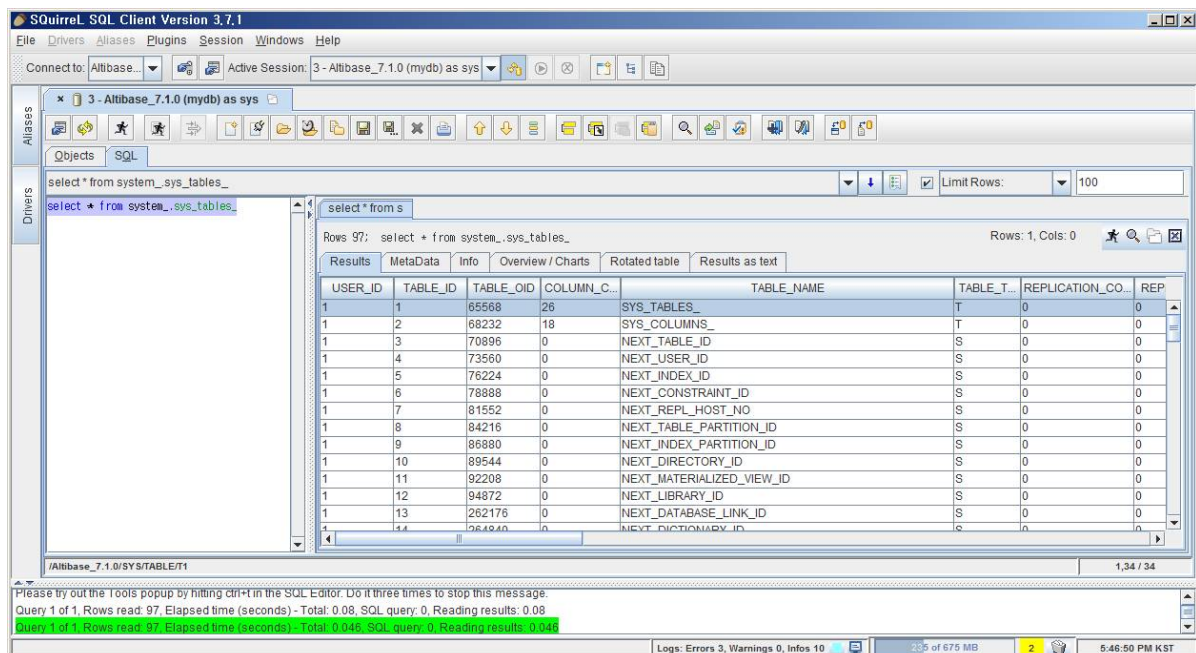 SQuirreL SQL Client Version 3.7.1
File Drivers Aliases Plugins Session Windows Help
Connect to: Altibase... Active Session: 3 - Altibase_7.1.0 (mydb) as sys
Aliases
Drivers
3 - Altibase_7.1.0 (mydb) as sys
Objects SQL
select * from system_.sys_tables_ Limit Rows: 100
select * from system_.sys_tables_
select * from s
Rows 97; select * from system_.sys_tables_ Rows: 1, Cols: 0
Results MetaData Info Overview / Charts Rotated table Results as text
USER_ID TABLE_ID TABLE_OID COLUMN_C... TABLE_NAME TABLE_T... REPLICATION_CO... REP
1 1 65568 26 SYS_TABLES_ T 0 0
1 2 68232 18 SYS_COLUMNS_ T 0 0
1 3 70896 0 NEXT_TABLE_ID S 0 0
1 4 73560 0 NEXT_USER_ID S 0 0
1 5 76224 0 NEXT_INDEX_ID S 0 0
1 6 78888 0 NEXT_CONSTRAINT_ID S 0 0
1 7 81552 0 NEXT_REPL_HOST_NO S 0 0
1 8 84216 0 NEXT_TABLE_PARTITION_ID S 0 0
1 9 86880 0 NEXT_INDEX_PARTITION_ID S 0 0
1 10 89544 0 NEXT_DIRECTORY_ID S 0 0
1 11 92208 0 NEXT_MATERIALIZED_VIEW_ID S 0 0
1 12 94872 0 NEXT_LIBRARY_ID S 0 0
1 13 262176 0 NEXT_DATABASE_LINK_ID S 0 0
1 14 264840 0 NEXT_DICTIONARY_ID S 0 0
/Altibase_7.1.0/SYS/TABLE/T1 1,34 / 34
Please try out the Tools popup by hitting ctrl+t in the SQL Editor. Do it three times to stop this message.
Query 1 of 1, Rows read: 97, Elapsed time (seconds) - Total: 0.08, SQL query: 0, Reading results: 0.08
Query 1 of 1, Rows read: 97, Elapsed time (seconds) - Total: 0.046, SQL query: 0, Reading results: 0.046
Logs: Errors 3, Warnings 0, Infos 10 235 of 675 MB 2 5:46:50 PM KST